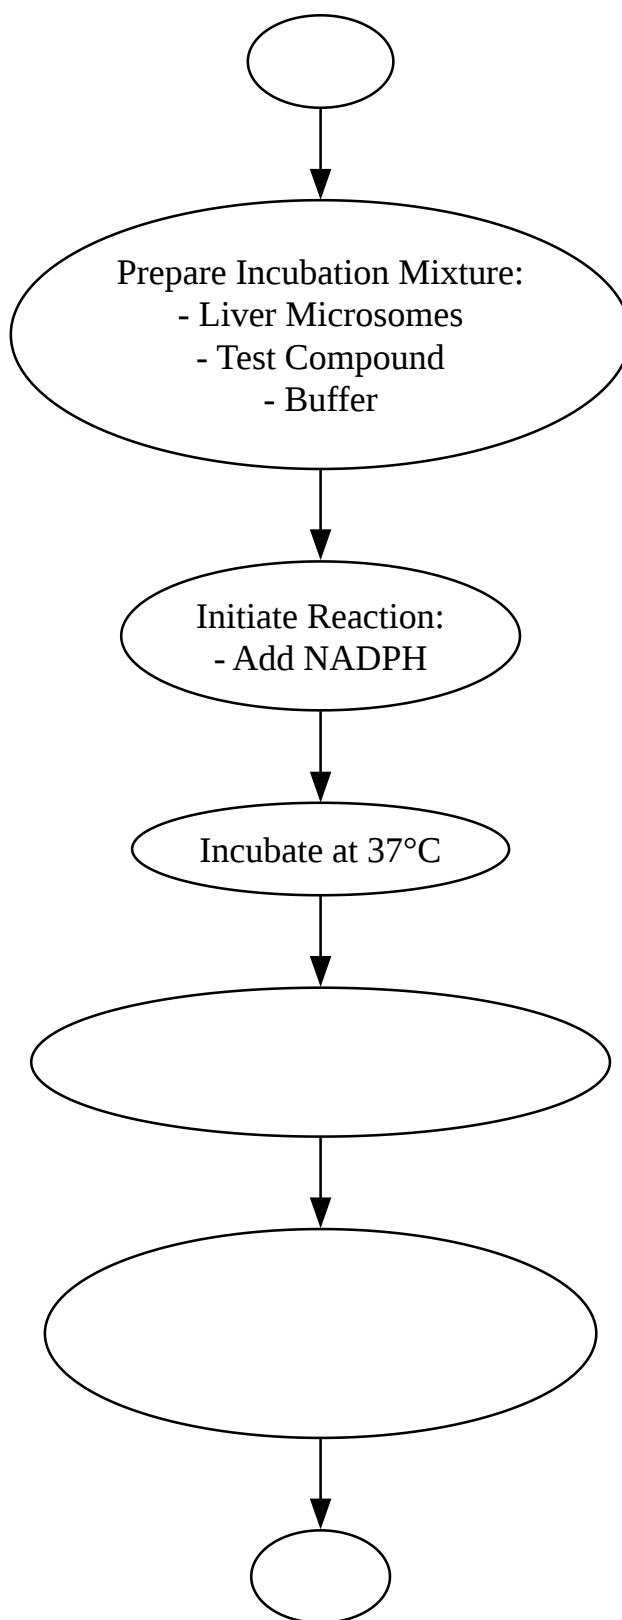 Prepare Incubation Mixture:
- Liver Microsomes
- Test Compound
- Buffer
Initiate Reaction:
- Add NADPH
Incubate at 37°C